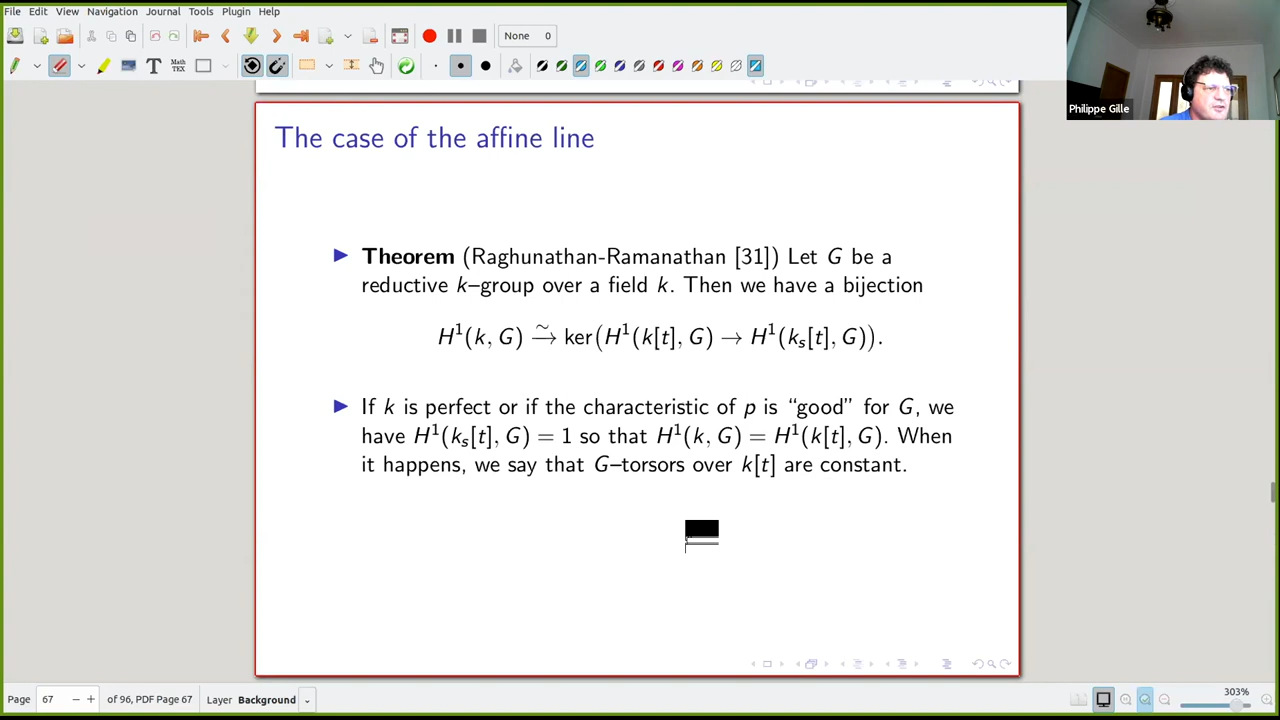 File Edit View Navigation Journal Tools Plugin Help
None 0
Math
TEX
Philippe Gille
The case of the affine line
▶ Theorem (Raghunathan-Ramanathan [31]) Let G be a
reductive k–group over a field k. Then we have a bijection
H¹(k, G) →~ ker(H¹(k[t], G) → H¹(kₛ[t], G)).
▶ If k is perfect or if the characteristic of p is “good” for G, we
have H¹(kₛ[t], G) = 1 so that H¹(k, G) = H¹(k[t], G). When
it happens, we say that G–torsors over k[t] are constant.
Page 67 − + of 96, PDF Page 67 Layer Background 303%